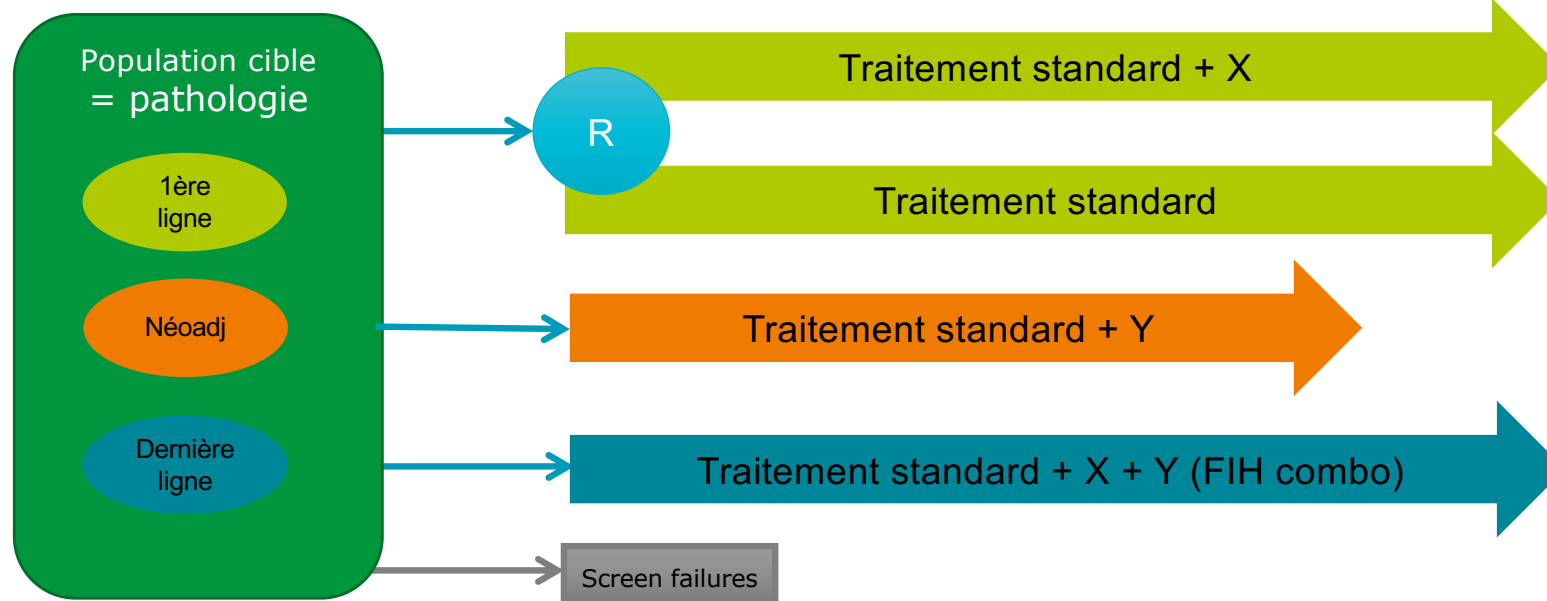 Population cible
= pathologie
1ère
ligne
Néoadj
Dernière
ligne
R
Traitement standard + X
Traitement standard
Traitement standard + Y
Traitement standard + X + Y (FIH combo)
Screen failures